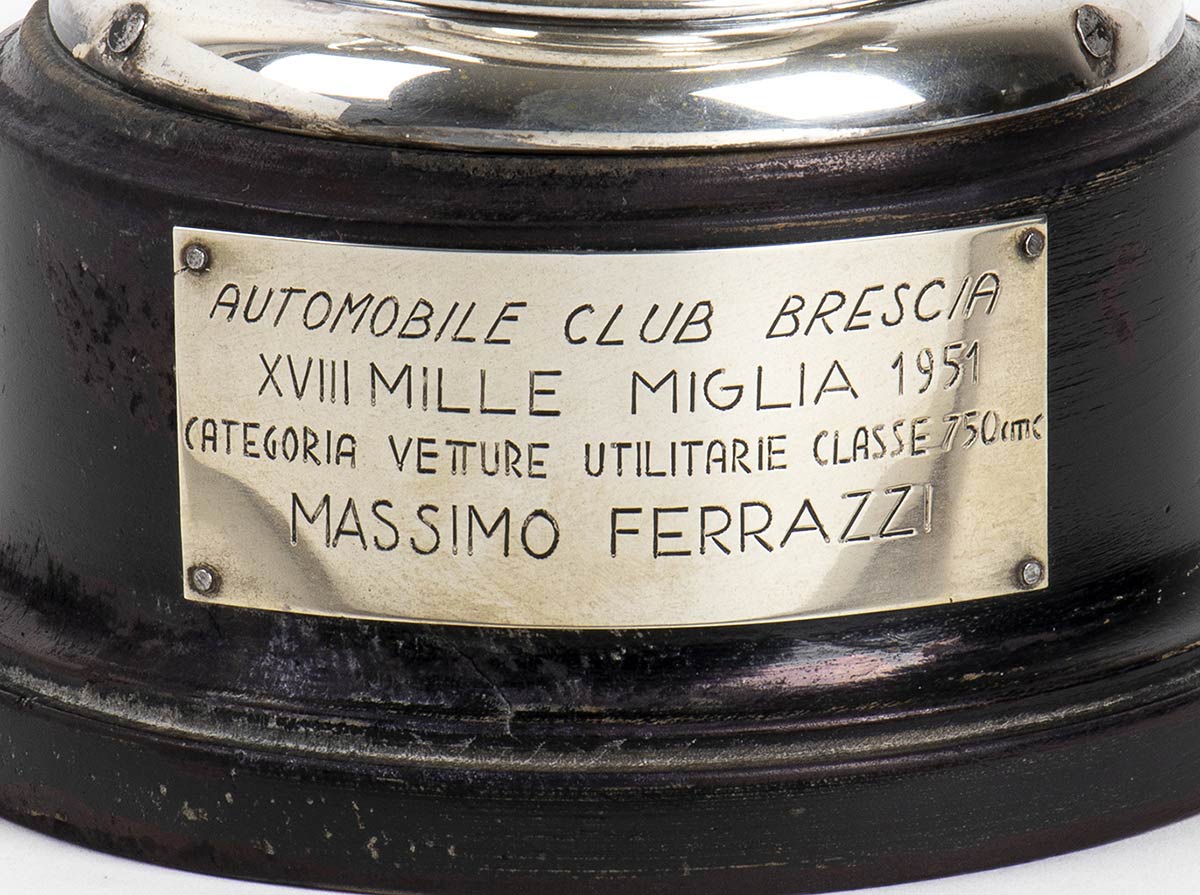 AUTOMOBILE CLUB BRESCIA
XVIII MILLE MIGLIA 1951
CATEGORIA VETTURE UTILITARIE CLASSE 750cmc
MASSIMO FERRAZZI